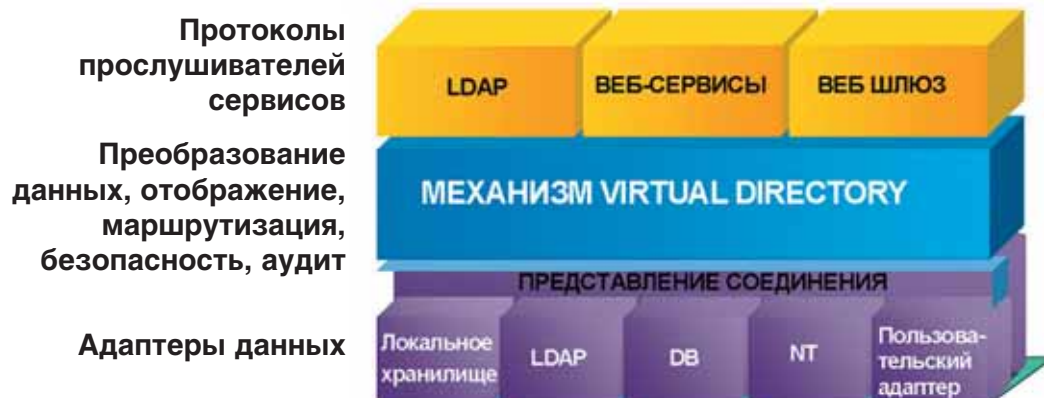 Протоколы
прослушивателей
сервисов
LDAP
ВЕБ-СЕРВИСЫ
ВЕБ ШЛЮЗ
Преобразование
данных, отображение,
маршрутизация,
безопасность, аудит
МЕХАНИЗМ VIRTUAL DIRECTORY
ПРЕДСТАВЛЕНИЕ СОЕДИНЕНИЯ
Адаптеры данных
Локальное
хранилище
LDAP
DB
NT
Пользова-
тельский
адаптер